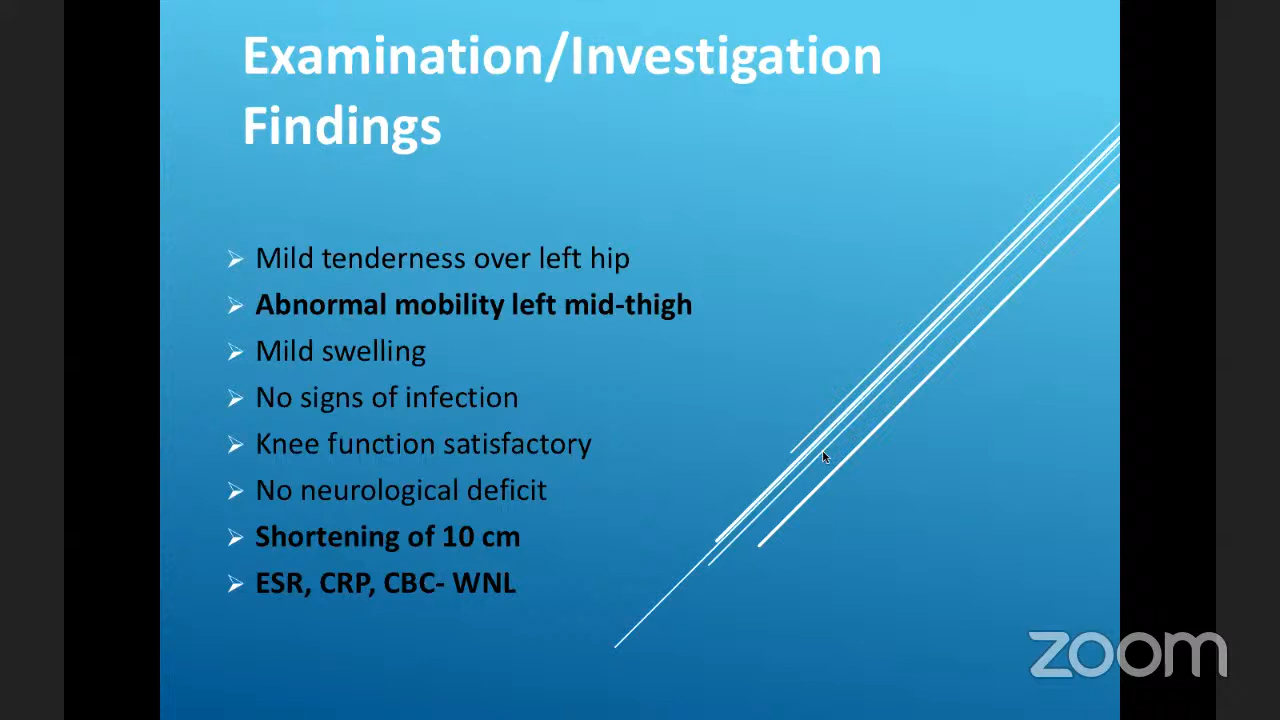 Examination/Investigation
Findings
Mild tenderness over left hip
Abnormal mobility left mid-thigh
Mild swelling
No signs of infection
Knee function satisfactory
No neurological deficit
Shortening of 10 cm
ESR, CRP, CBC- WNL
zoom